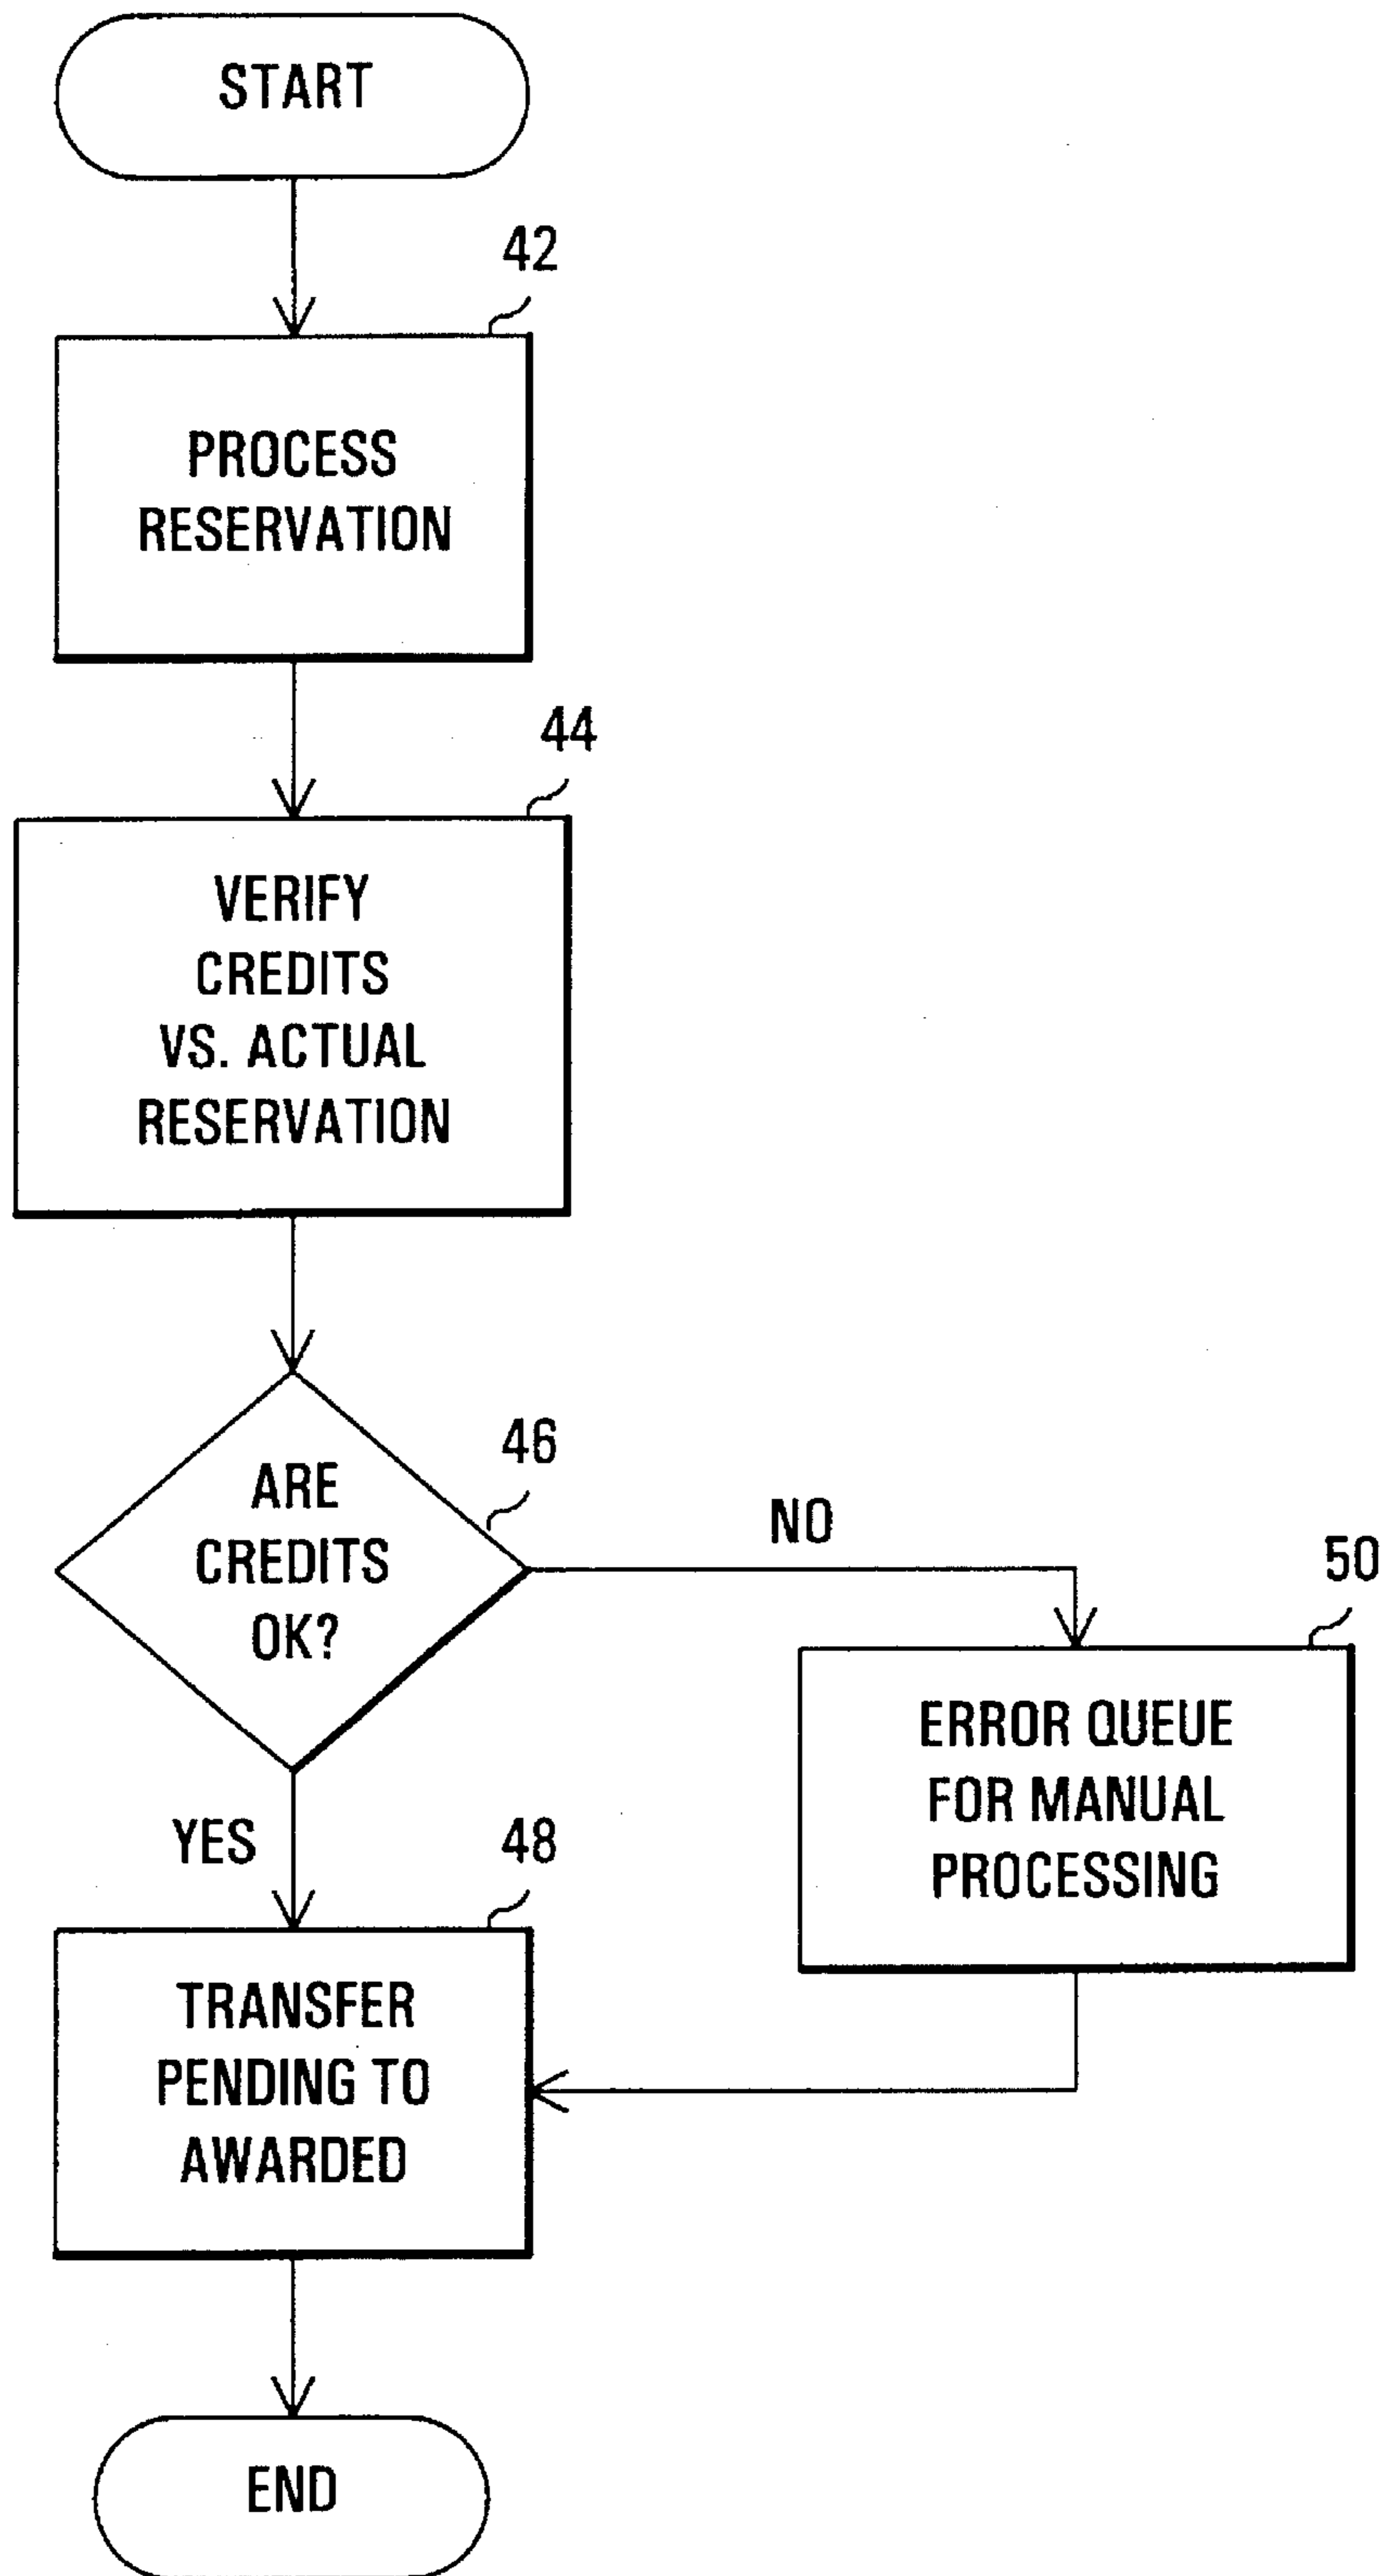 START
42
PROCESS
RESERVATION
44
VERIFY
CREDITS
VS. ACTUAL
RESERVATION
46
ARE
CREDITS
OK?
NO
50
ERROR QUEUE
FOR MANUAL
PROCESSING
YES
48
TRANSFER
PENDING TO
AWARDED
END